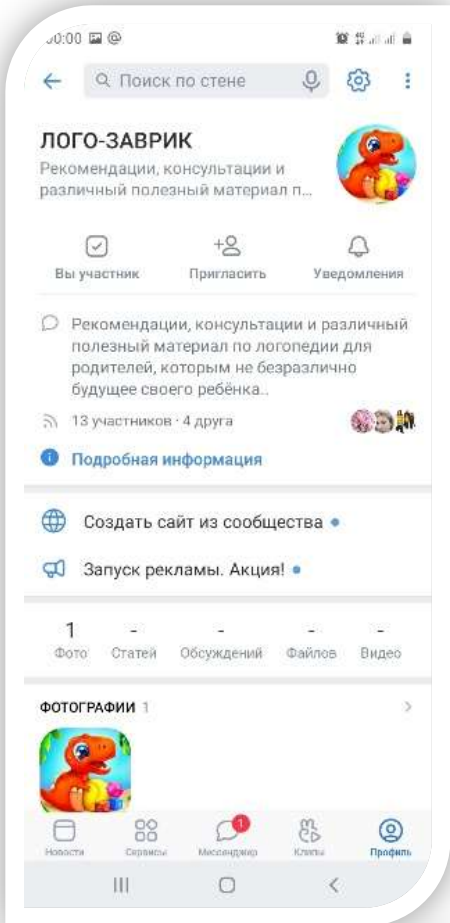 00:00 @
Поиск по стене
ЛОГО-ЗАВРИК
Рекомендации, консультации и
различный полезный материал п...
Вы участник Пригласить Уведомления
Рекомендации, консультации и различный
полезный материал по логопедии для
родителей, которым не безразлично
будущее своего ребёнка..
13 участников · 4 друга
Подробная информация
Создать сайт из сообщества
Запуск рекламы. Акция!
1 - - - -
Фото Статей Обсуждений Файлов Видео
ФОТОГРАФИИ 1
1
Новости Сервисы Мессенджер Клипы Профиль